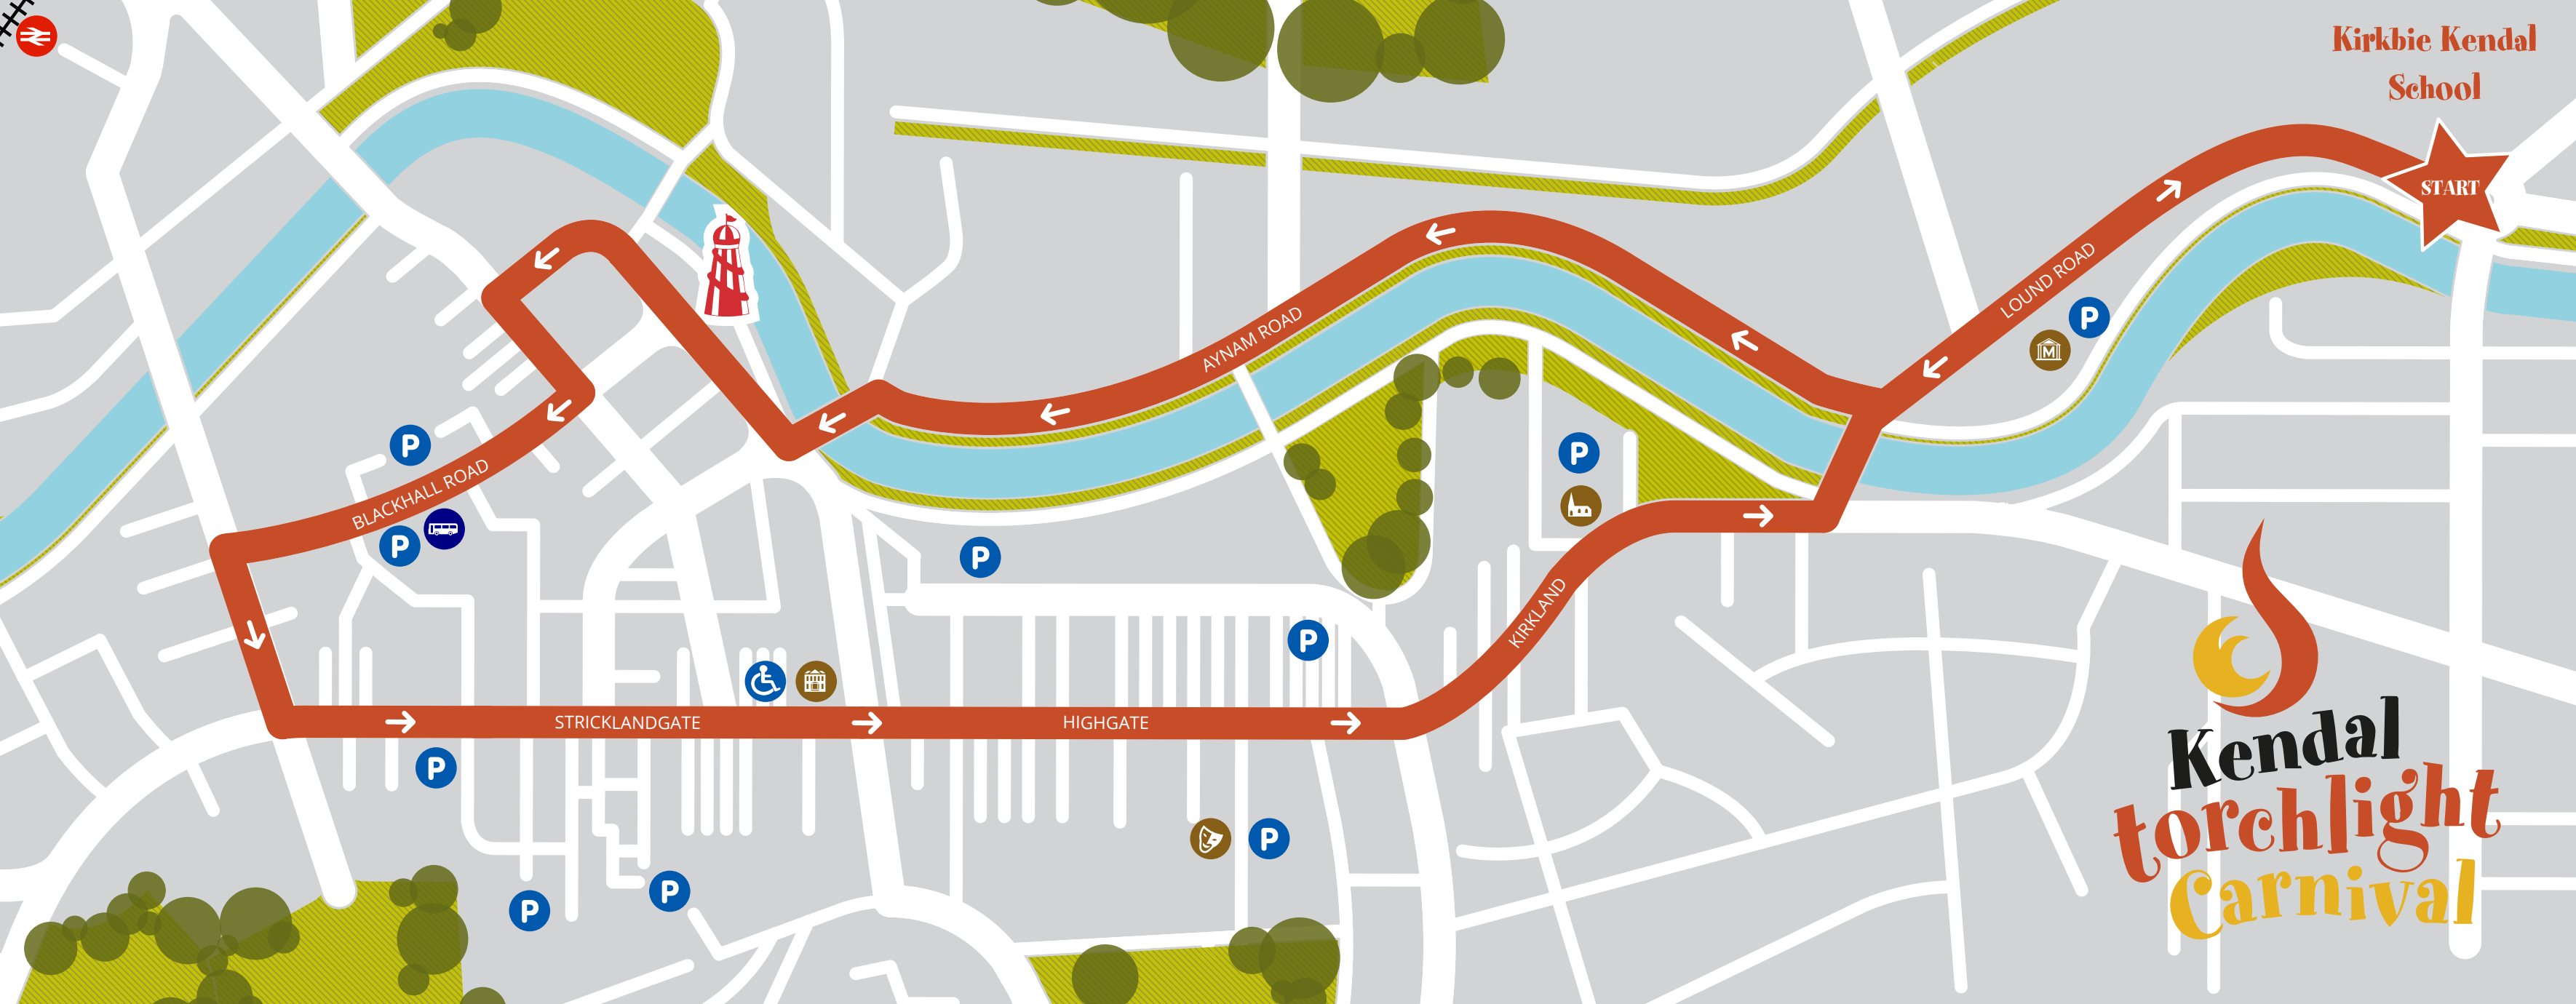 Kirkbie Kendal
School
START
LOUND ROAD
AYNAM ROAD
M
P
P
BLACKHALL ROAD
P
P
P
P
KIRKLAND
P
STRICKLANDGATE
HIGHGATE
P
P
P
P
Kendal
torchlight
Carnival